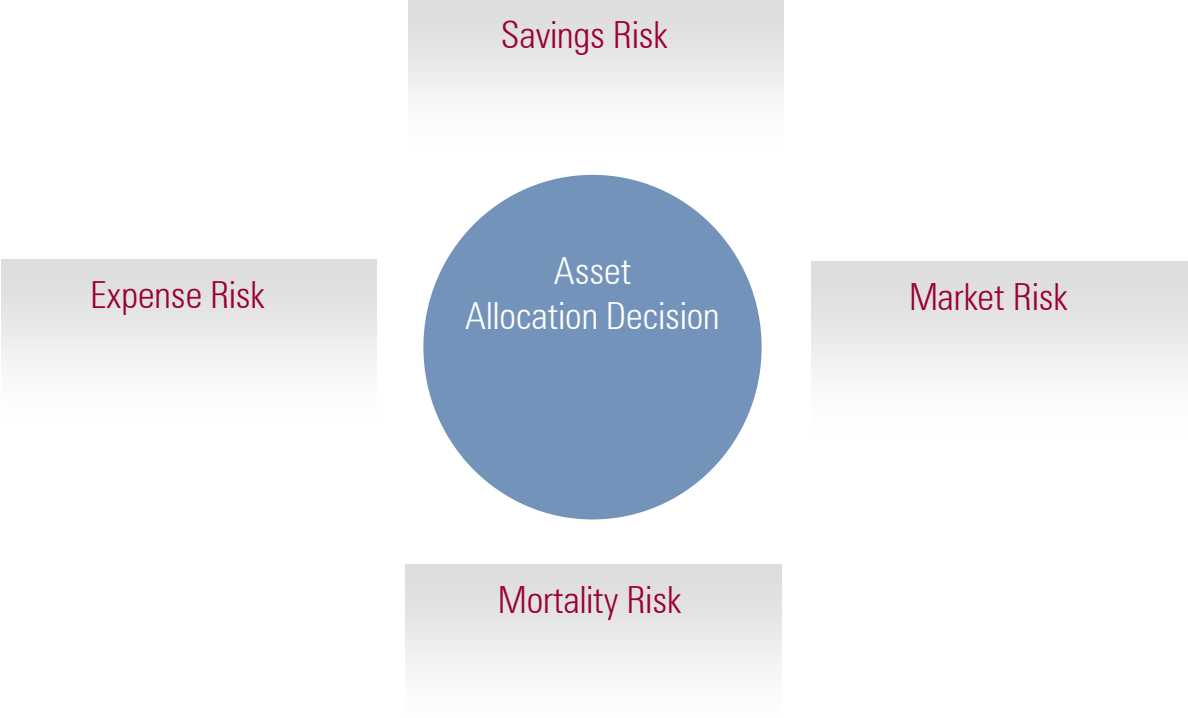 Savings Risk
Expense Risk
Asset
Allocation Decision
Market Risk
Mortality Risk